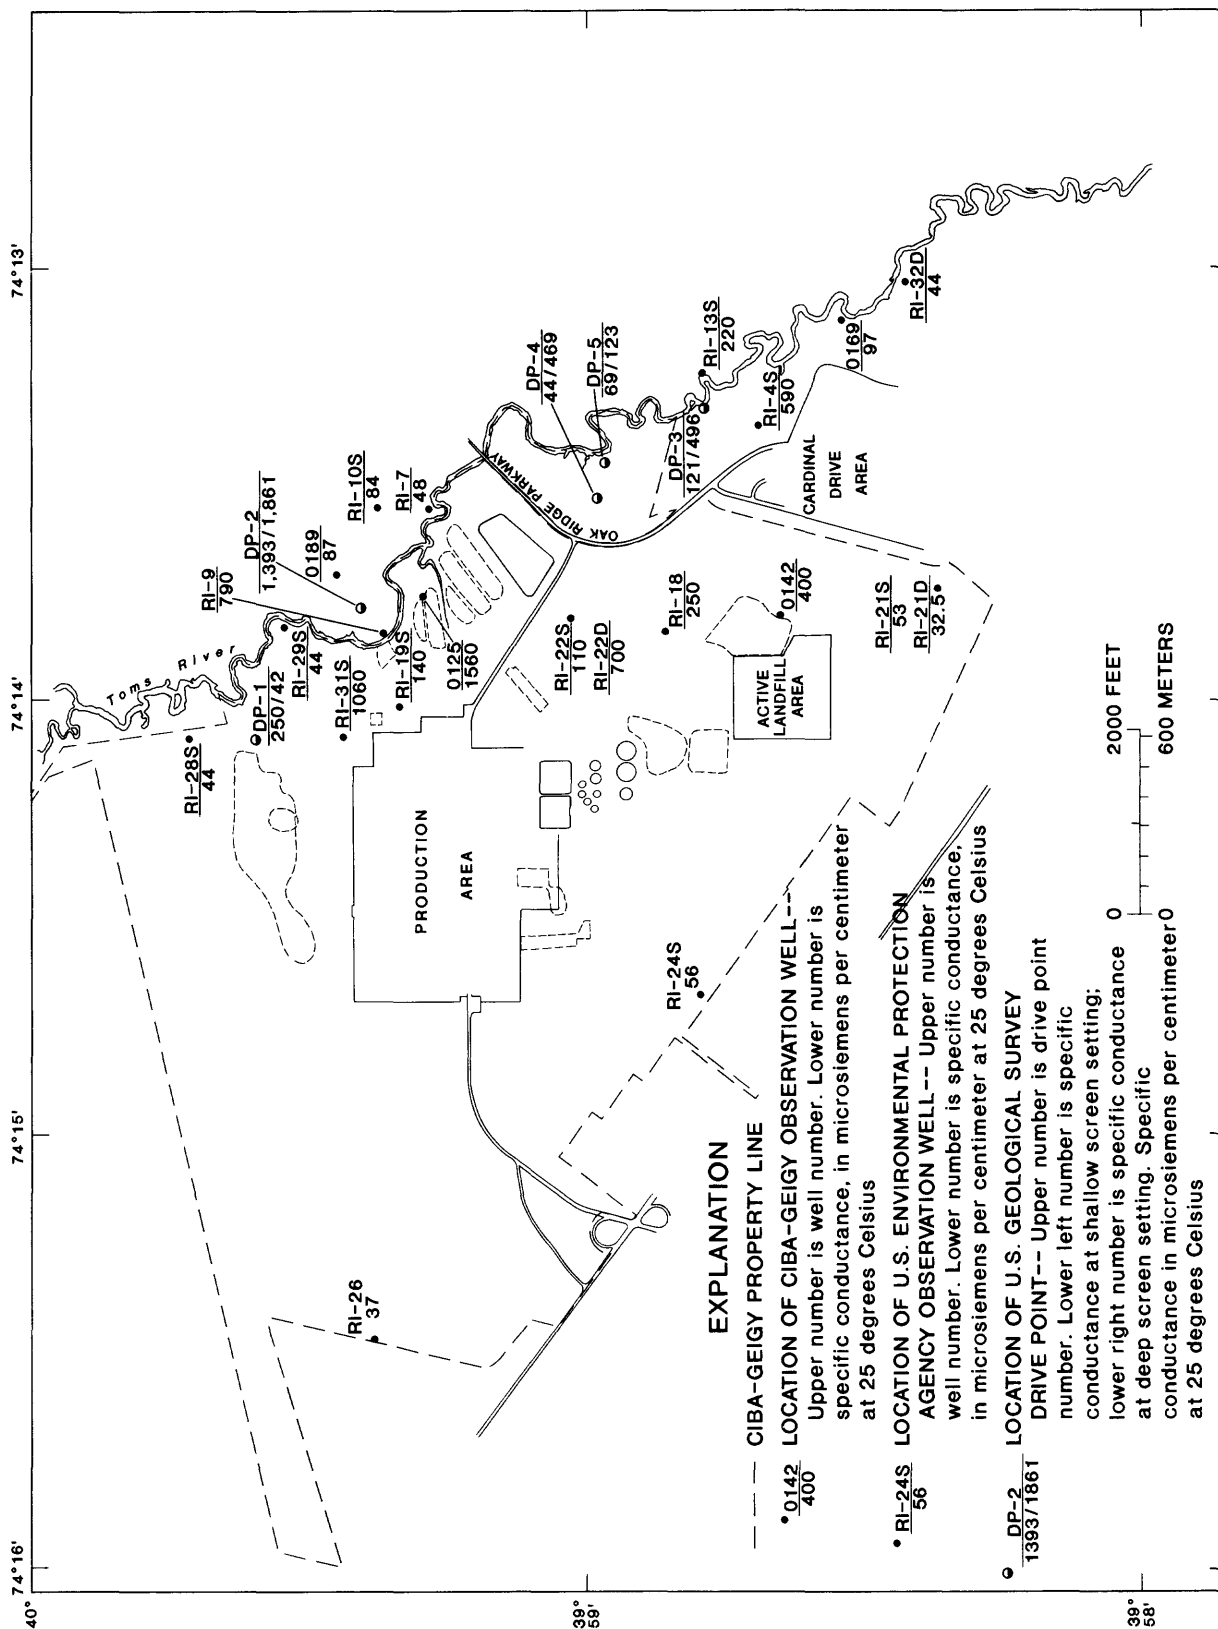 74°16'
74°15'
74°14'
74°13'
40°
39°
59'
39°
58'
Toms River
RI-28S
44
DP-1
250/42
RI-29S
44
RI-31S
1060
RI-9
790
DP-2
1,393/1,861
0189
87
RI-10S
84
RI-7
48
RI-19S
140
0125
1560
RI-26
37
PRODUCTION
AREA
OAK RIDGE PARKWAY
DP-4
44/469
DP-5
69/123
RI-22S
110
RI-22D
700
RI-18
250
DP-3
121/496
RI-13S
220
RI-4S
590
0142
400
ACTIVE
LANDFILL
AREA
CARDINAL
DRIVE
AREA
0169
97
RI-32D
44
RI-21S
53
RI-21D
32.5
RI-24S
56
EXPLANATION
CIBA-GEIGY PROPERTY LINE
0142
400
LOCATION OF CIBA-GEIGY OBSERVATION WELL--
Upper number is well number. Lower number is
specific conductance, in microsiemens per centimeter
at 25 degrees Celsius
RI-24S
56
LOCATION OF U.S. ENVIRONMENTAL PROTECTION
AGENCY OBSERVATION WELL-- Upper number is
well number. Lower number is specific conductance,
in microsiemens per centimeter at 25 degrees Celsius
DP-2
1393/1861
LOCATION OF U.S. GEOLOGICAL SURVEY
DRIVE POINT-- Upper number is drive point
number. Lower left number is specific
conductance at shallow screen setting;
lower right number is specific conductance
at deep screen setting. Specific
conductance in microsiemens per centimeter
at 25 degrees Celsius
0 2000 FEET
0 600 METERS